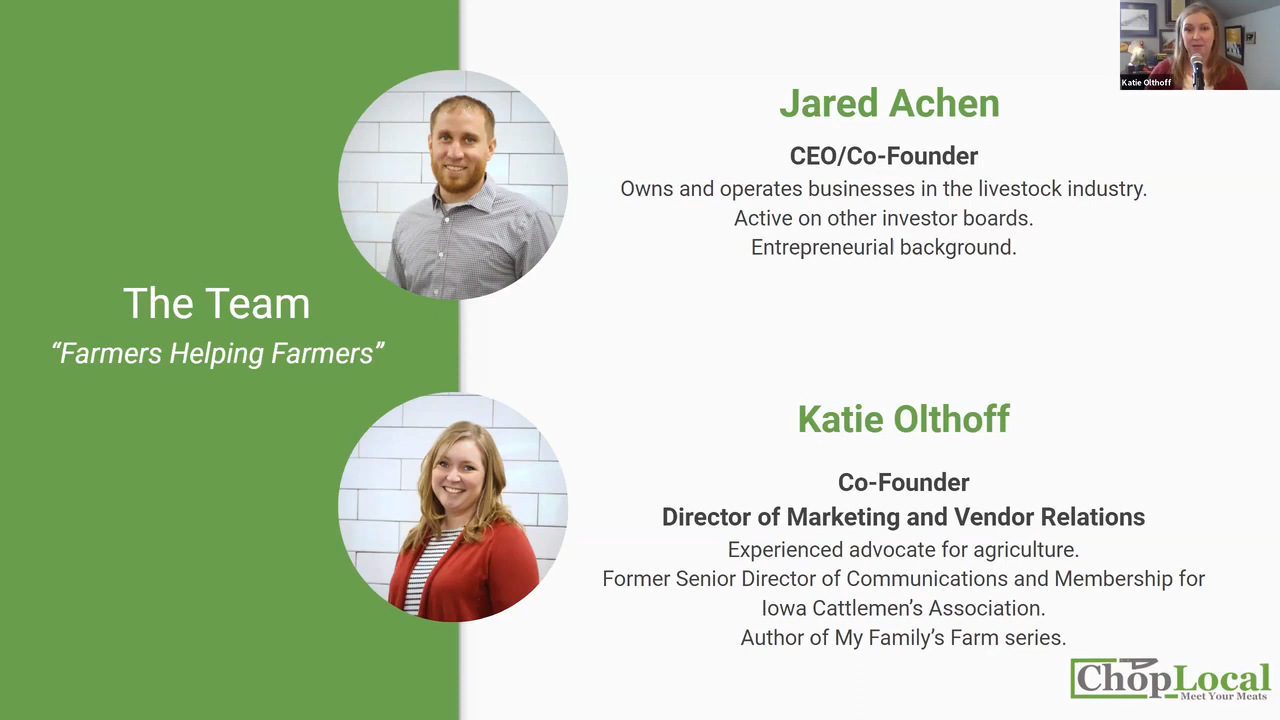 Katie Olthoff
Jared Achen
CEO/Co-Founder
Owns and operates businesses in the livestock industry.
Active on other investor boards.
Entrepreneurial background.
The Team
“Farmers Helping Farmers”
Katie Olthoff
Co-Founder
Director of Marketing and Vendor Relations
Experienced advocate for agriculture.
Former Senior Director of Communications and Membership for
Iowa Cattlemen’s Association.
Author of My Family’s Farm series.
ChopLocal
Meet Your Meats